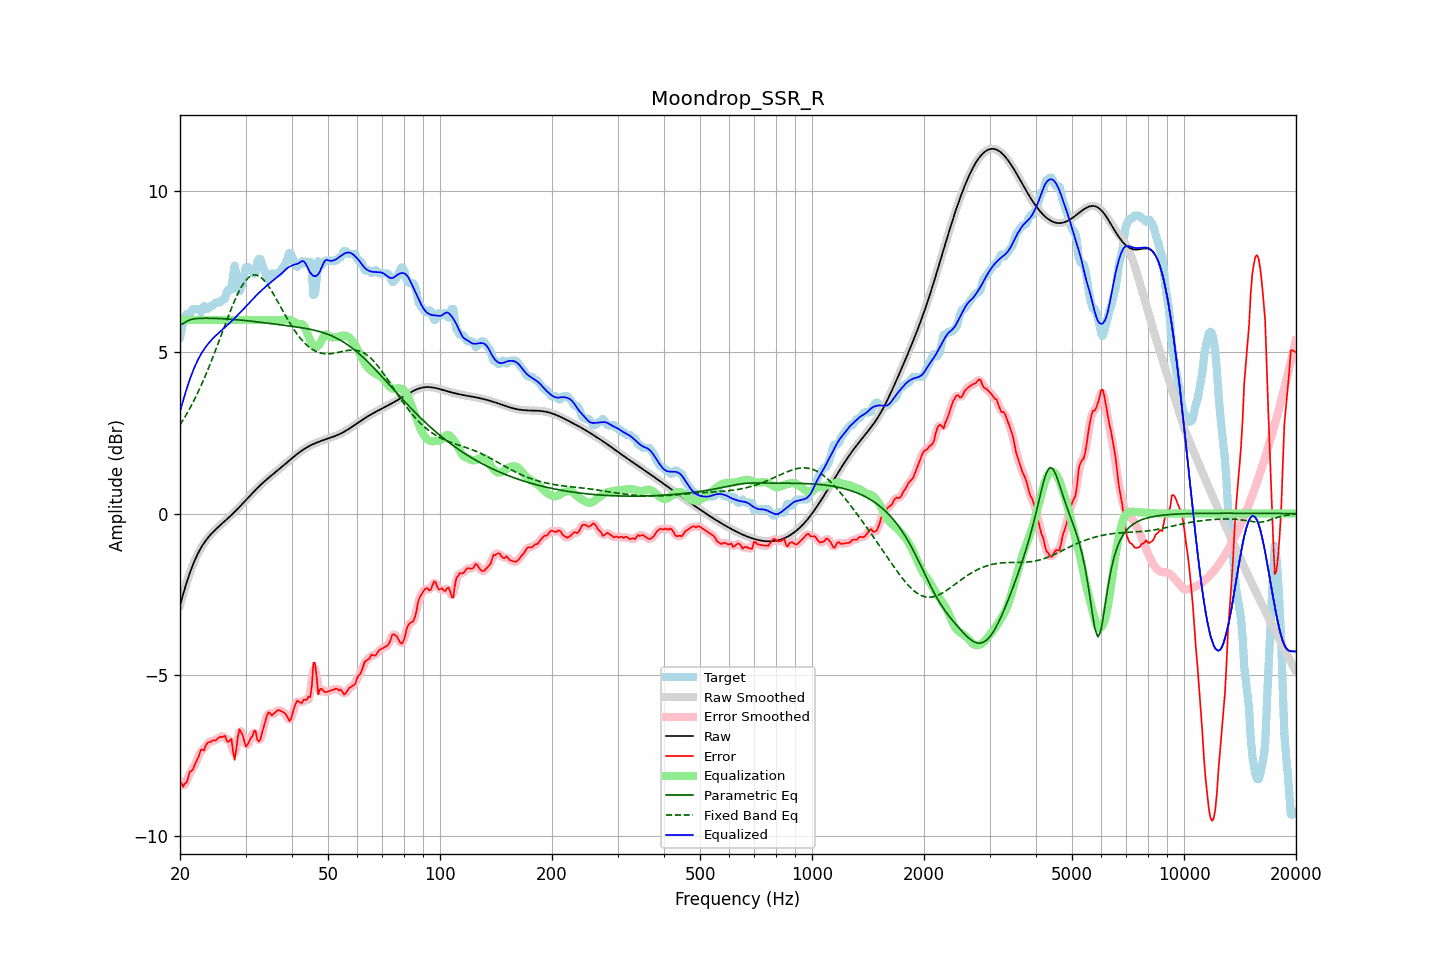 Moondrop_SSR_R
Amplitude (dBr)
10
5
0
−5
−10
Target
Raw Smoothed
Error Smoothed
Raw
Error
Equalization
Parametric Eq
Fixed Band Eq
Equalized
20 50 100 200 500 1000 2000 5000 10000 20000
Frequency (Hz)